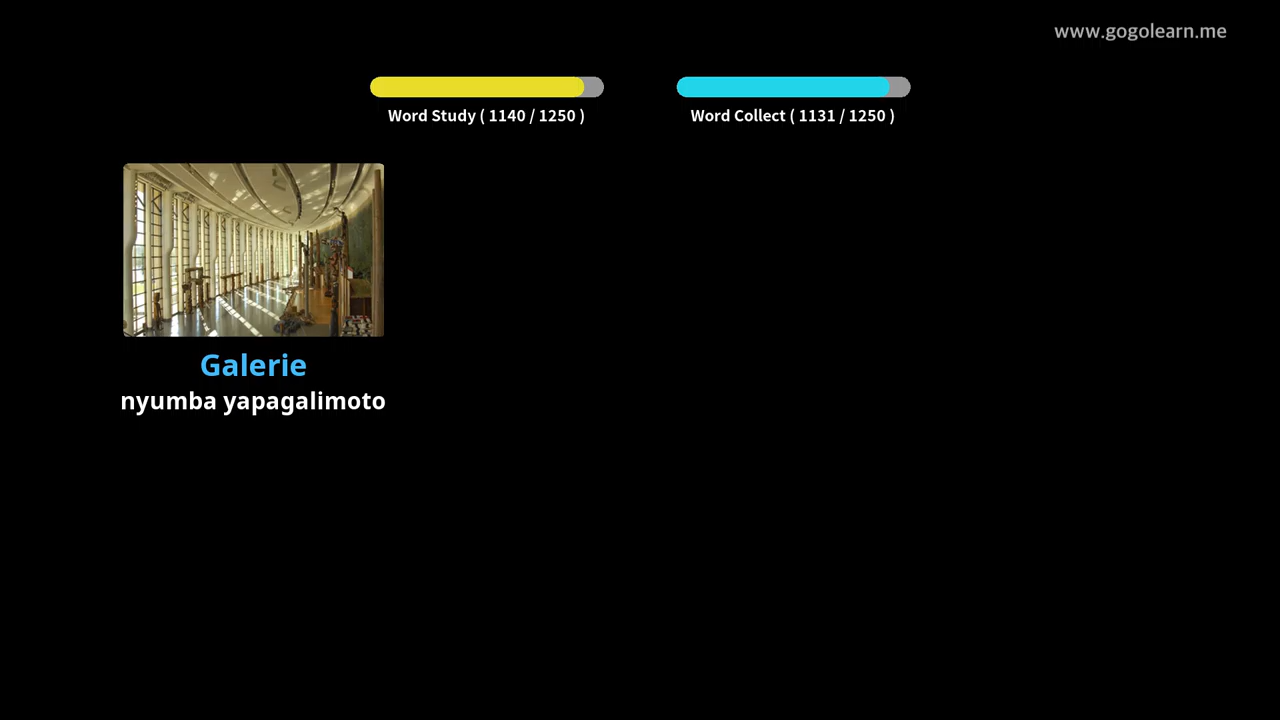 www.gogolearn.me
Word Study ( 1140 / 1250 )
Word Collect ( 1131 / 1250 )
Galerie
nyumba yapagalimoto